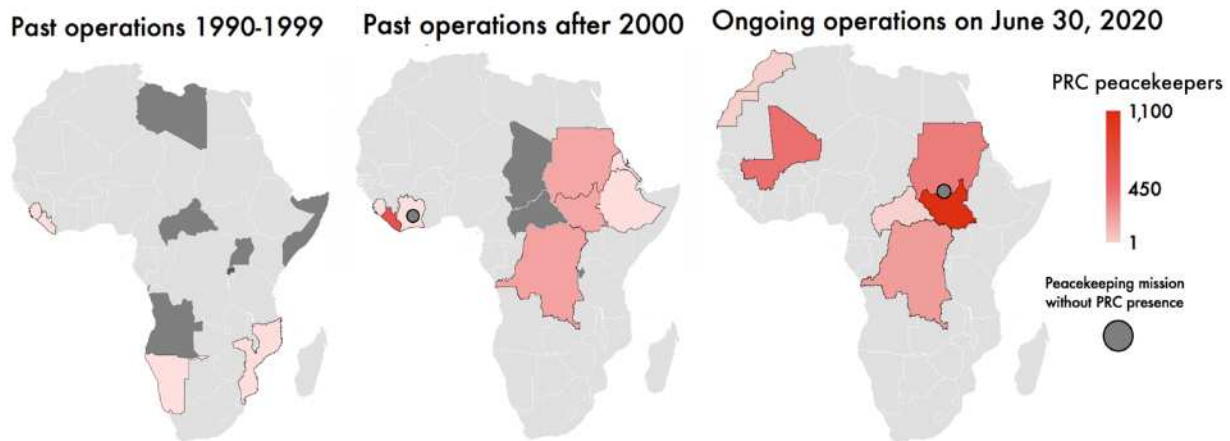 Past operations 1990-1999
Past operations after 2000
Ongoing operations on June 30, 2020
PRC peacekeepers
1,100
450
1
Peacekeeping mission
without PRC presence